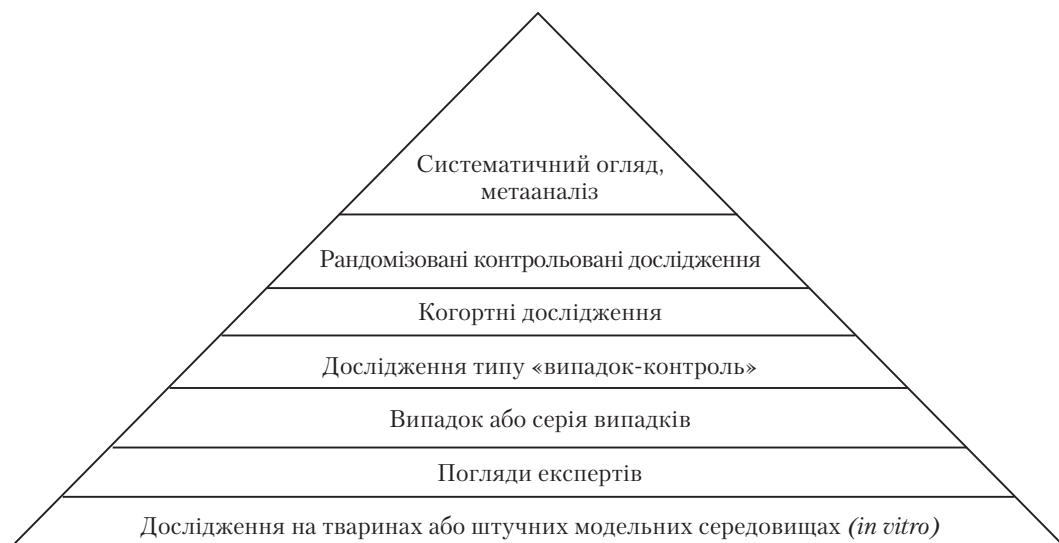 Систематичний огляд,
метааналіз
Рандомізовані контрольовані дослідження
Когортні дослідження
Дослідження типу «випадок-контроль»
Випадок або серія випадків
Погляди експертів
Дослідження на тваринах або штучних модельних середовищах (in vitro)